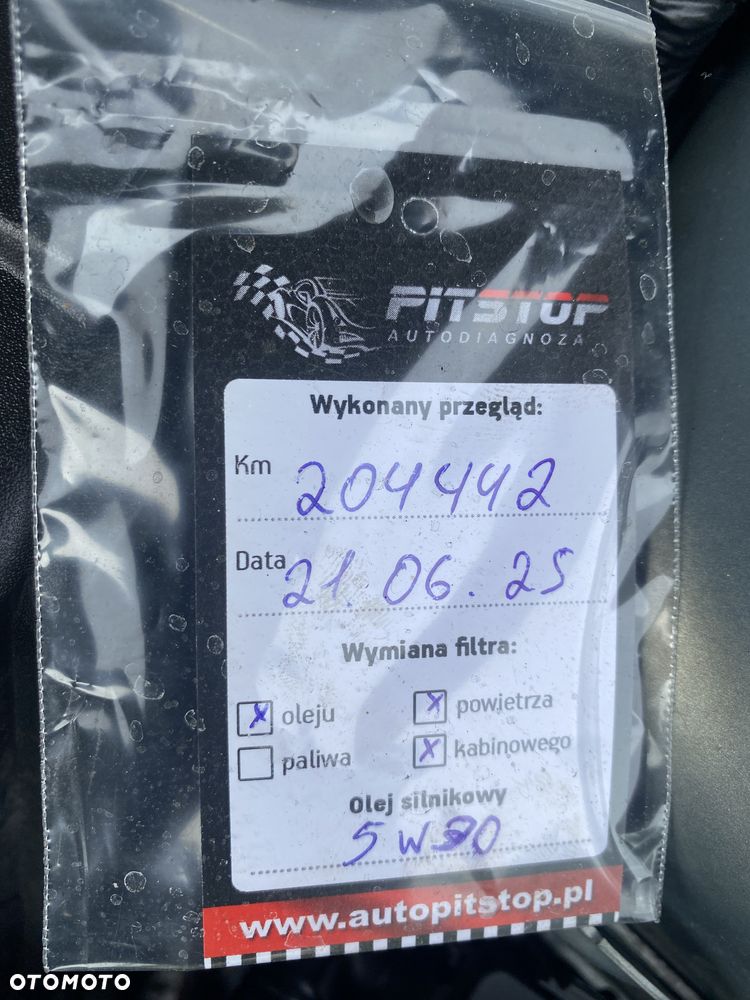 PITSTOP
AUTODIAGNOZA
Wykonany przegląd:
Km 204442
Data 21.06.25
Wymiana filtra:
x oleju x powietrza
paliwa x kabinowego
Olej silnikowy
5W30
www.autopitstop.pl
OTOMOTO